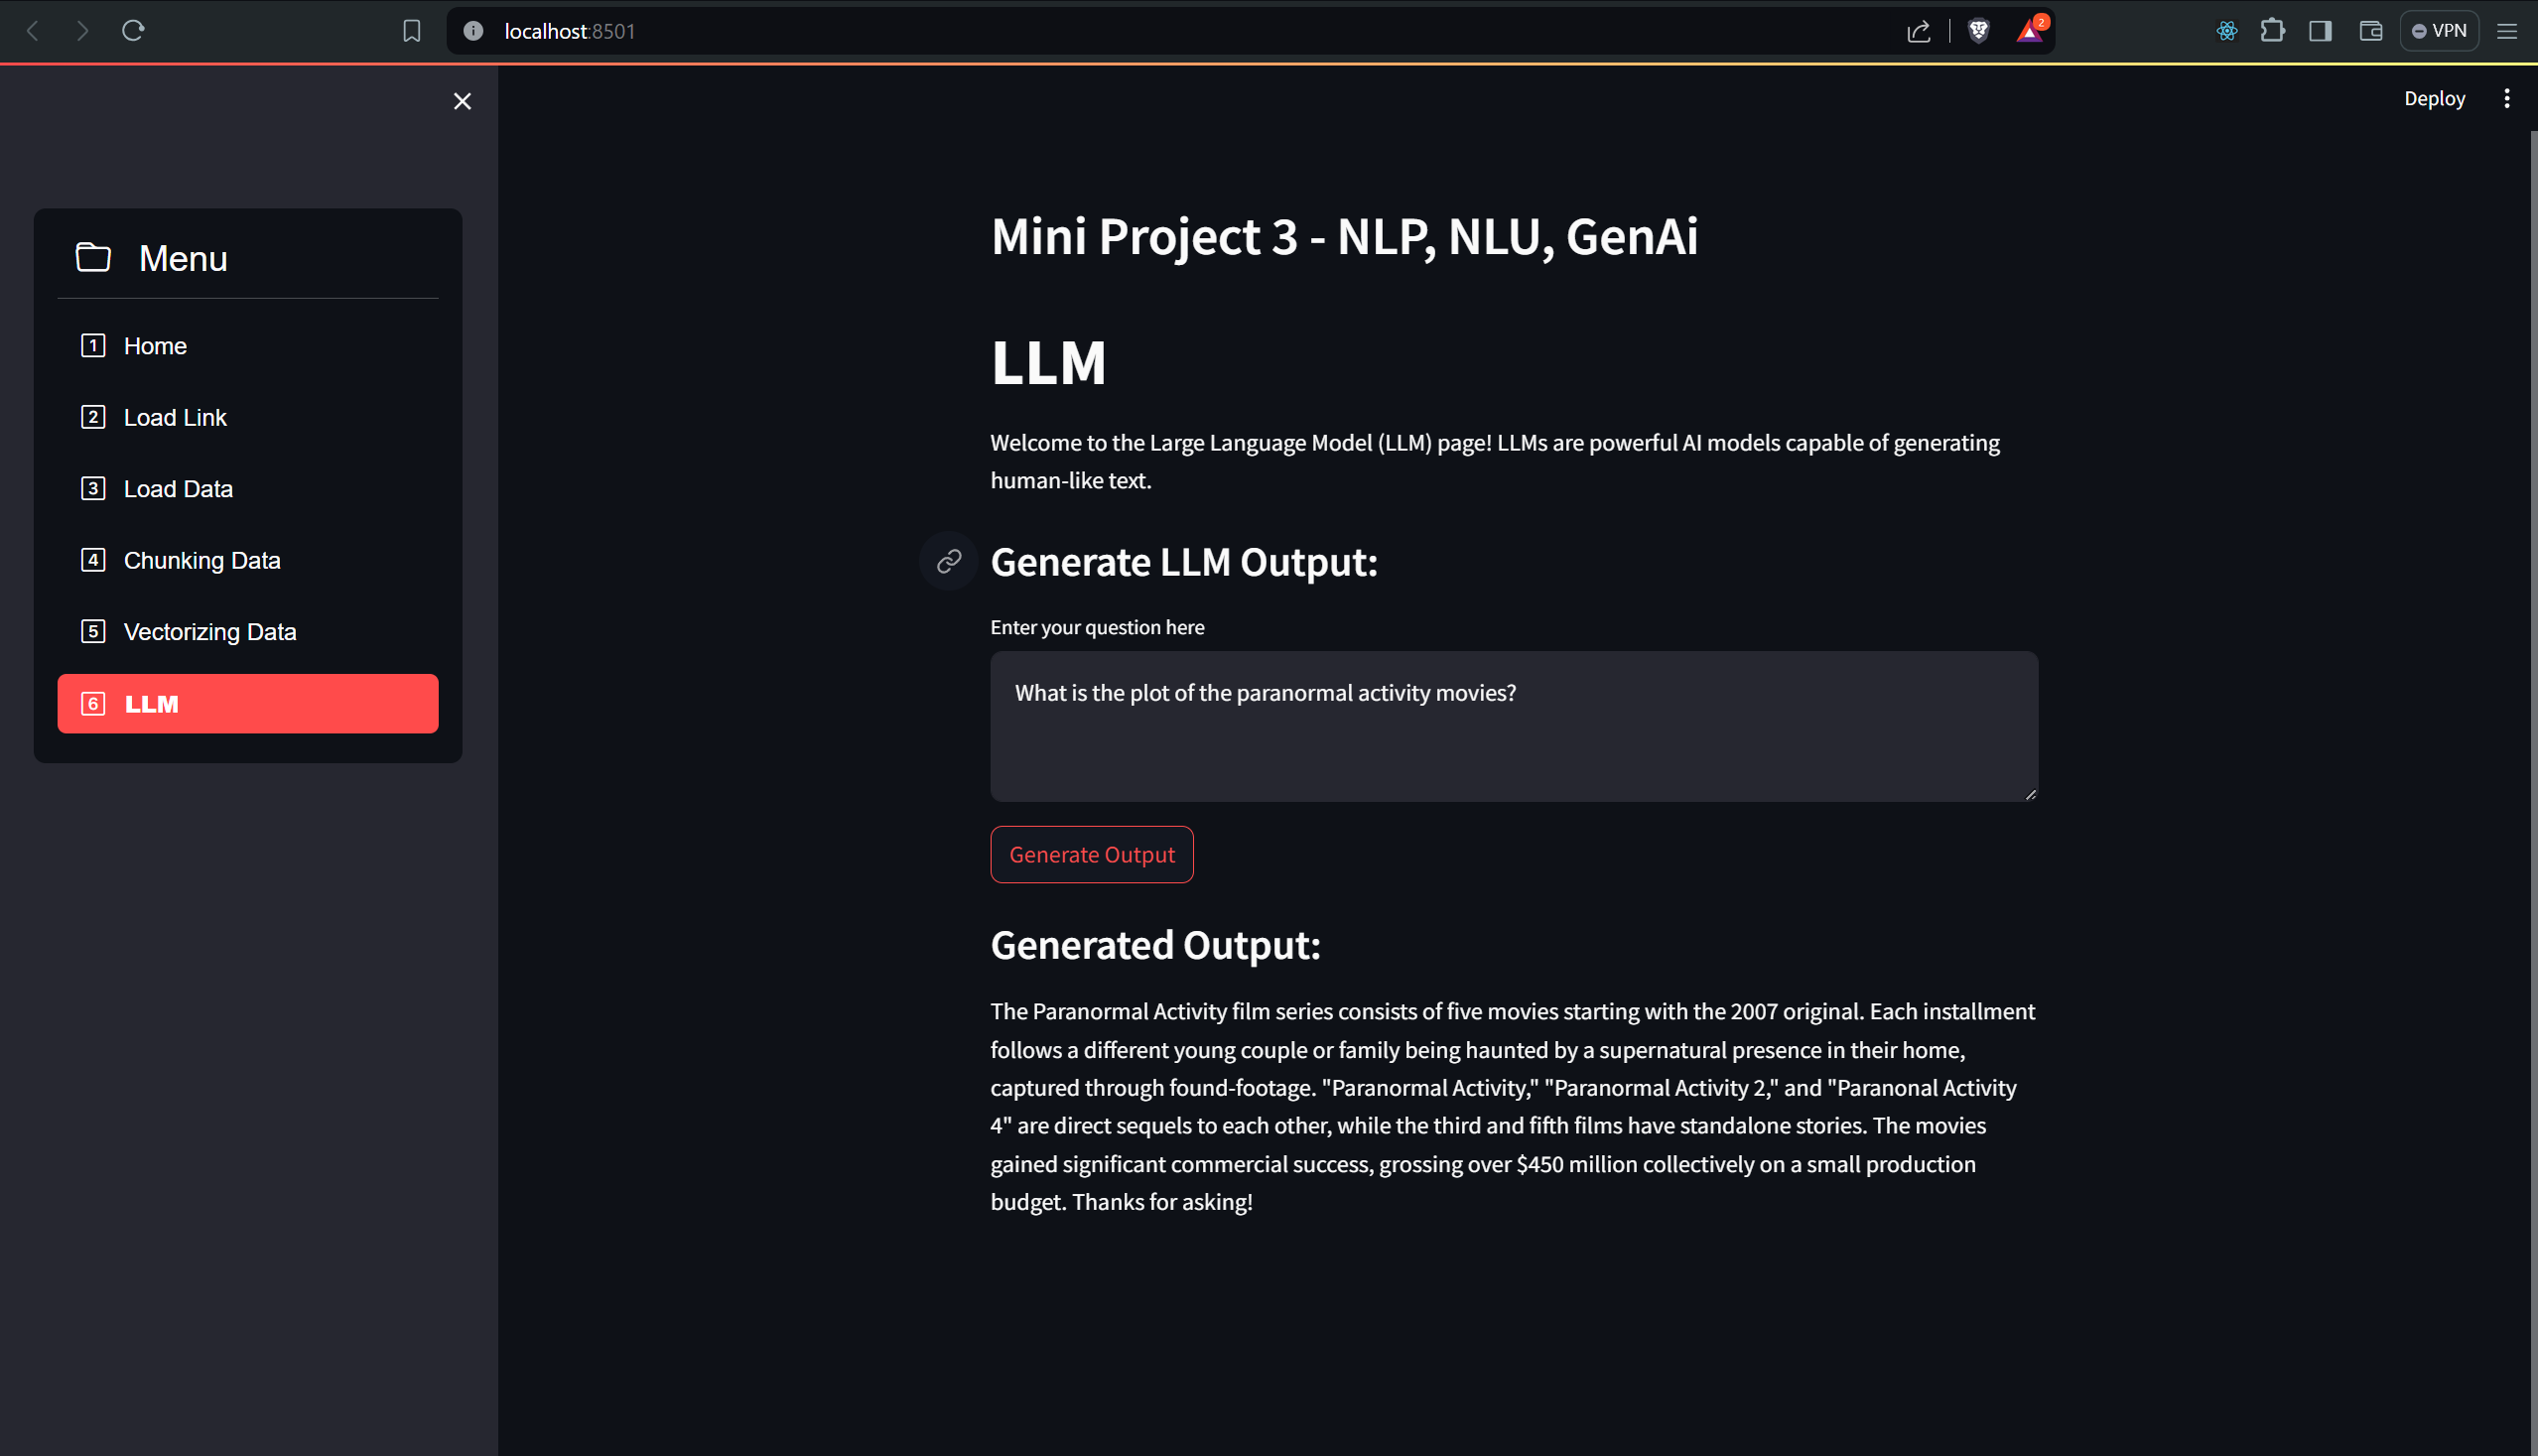 localhost:8501
2
VPN
Deploy
Menu
1 Home
2 Load Link
3 Load Data
4 Chunking Data
5 Vectorizing Data
6 LLM
Mini Project 3 - NLP, NLU, GenAi
LLM
Welcome to the Large Language Model (LLM) page! LLMs are powerful AI models capable of generating
human-like text.
Generate LLM Output:
Enter your question here
What is the plot of the paranormal activity movies?
Generate Output
Generated Output:
The Paranormal Activity film series consists of five movies starting with the 2007 original. Each installment
follows a different young couple or family being haunted by a supernatural presence in their home,
captured through found-footage. "Paranormal Activity," "Paranormal Activity 2," and "Paranonal Activity
4" are direct sequels to each other, while the third and fifth films have standalone stories. The movies
gained significant commercial success, grossing over $450 million collectively on a small production
budget. Thanks for asking!